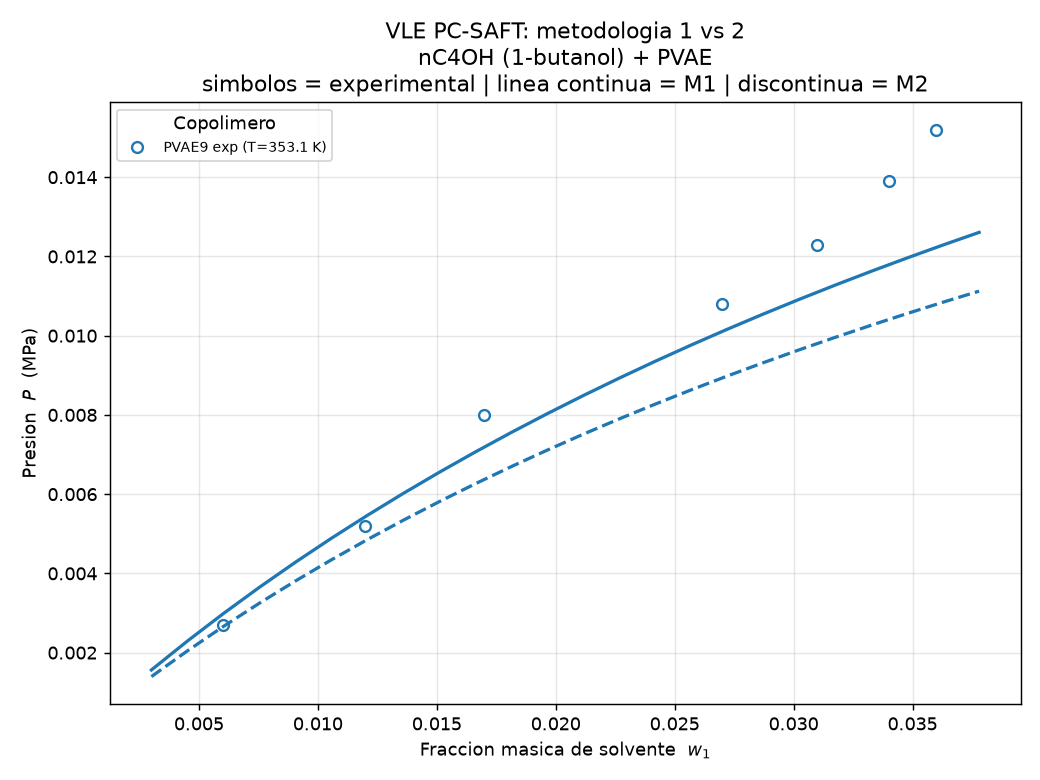 VLE PC-SAFT: metodologia 1 vs 2
nC4OH (1-butanol) + PVAE
simbolos = experimental | linea continua = M1 | discontinua = M2
Copolimero
PVAE9 exp (T=353.1 K)
0.014
0.012
0.010
0.008
0.006
0.004
0.002
Presion P (MPa)
0.005 0.010 0.015 0.020 0.025 0.030 0.035
Fraccion masica de solvente w₁